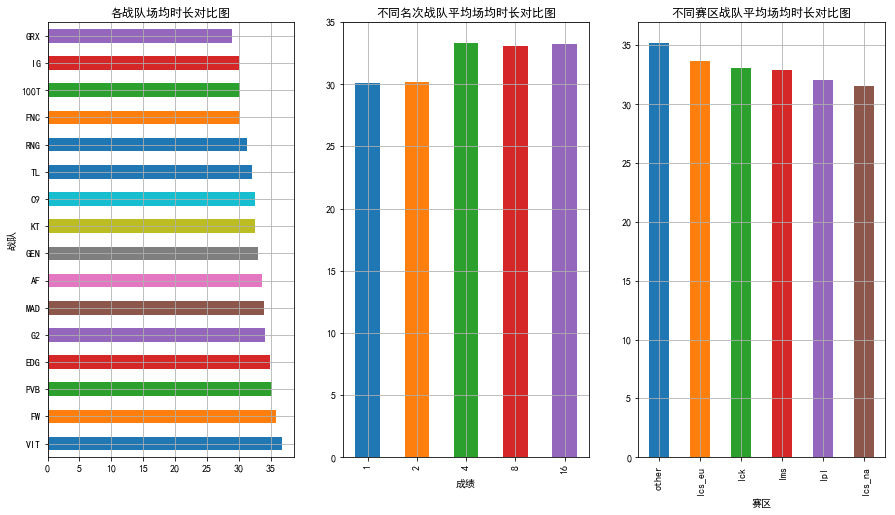 各战队场均时长对比图
战队
GRX
IG
100T
FNC
RNG
TL
C9
KT
GEN
AF
MAD
G2
EDG
PVB
FW
VIT
0 5 10 15 20 25 30 35
不同名次战队平均场均时长对比图
35
30
25
20
15
10
5
0
1 2 4 8 16
成绩
不同赛区战队平均场均时长对比图
35
30
25
20
15
10
5
0
other lcs_eu lck lms lpl lcs_na
赛区